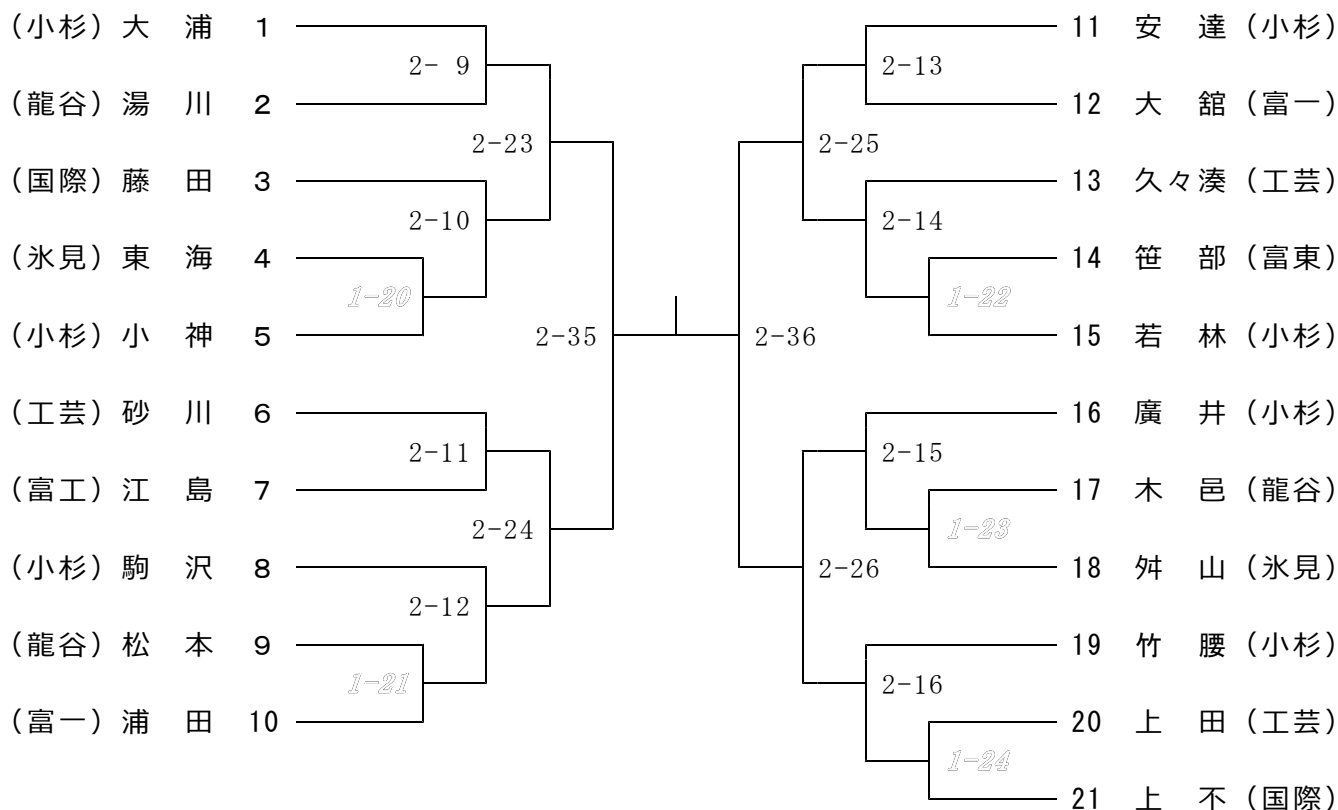 (小杉) 大 浦 1
11 安 達 (小杉)
2- 9
2-13
(龍谷) 湯 川 2
12 大 舘 (富一)
2-23
2-25
(国際) 藤 田 3
13 久々湊 (工芸)
2-10
2-14
(氷見) 東 海 4
14 笹 部 (富東)
1-20
1-22
(小杉) 小 神 5
2-35
2-36
15 若 林 (小杉)
(工芸) 砂 川 6
16 廣 井 (小杉)
2-11
2-15
(富工) 江 島 7
17 木 邑 (龍谷)
2-24
1-23
(小杉) 駒 沢 8
2-26
18 舛 山 (氷見)
2-12
(龍谷) 松 本 9
19 竹 腰 (小杉)
1-21
2-16
(富一) 浦 田 10
20 上 田 (工芸)
1-24
21 上 不 (国際)